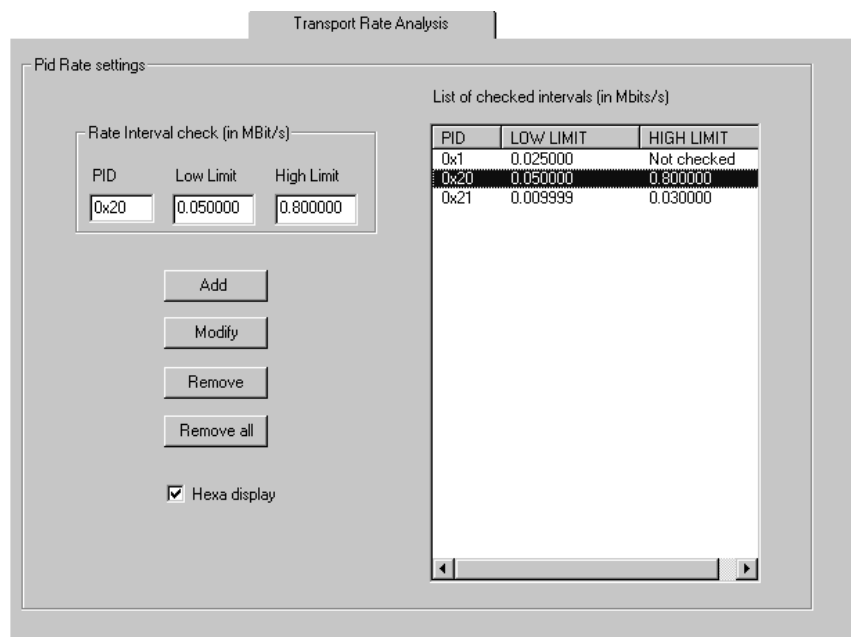 Transport Rate Analysis
Pid Rate settings
List of checked intervals (in Mbits/s)
Rate Interval check (in MBit/s)
PID Low Limit High Limit
0x20 0.050000 0.800000
PID LOW LIMIT HIGH LIMIT
0x1 0.025000 Not checked
0x20 0.050000 0.800000
0x21 0.009999 0.030000
Add
Modify
Remove
Remove all
Hexa display